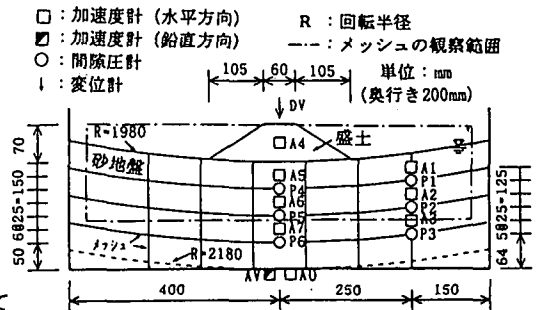 □ : 加速度計 (水平方向)
R : 回転半径
◪ : 加速度計 (鉛直方向)
―·― : メッシュの観察範囲
○ : 間隙圧計
単位 : mm
↓ : 変位計
(奥行き200mm)
105 60 105
DV
70
R=1980
A4
盛土
砂地盤
A5
P4
A6
P5
A7
P6
A1
P1
A2
P2
A3
P3
メッシュ
R=2180
50
64
AV
400
250
150